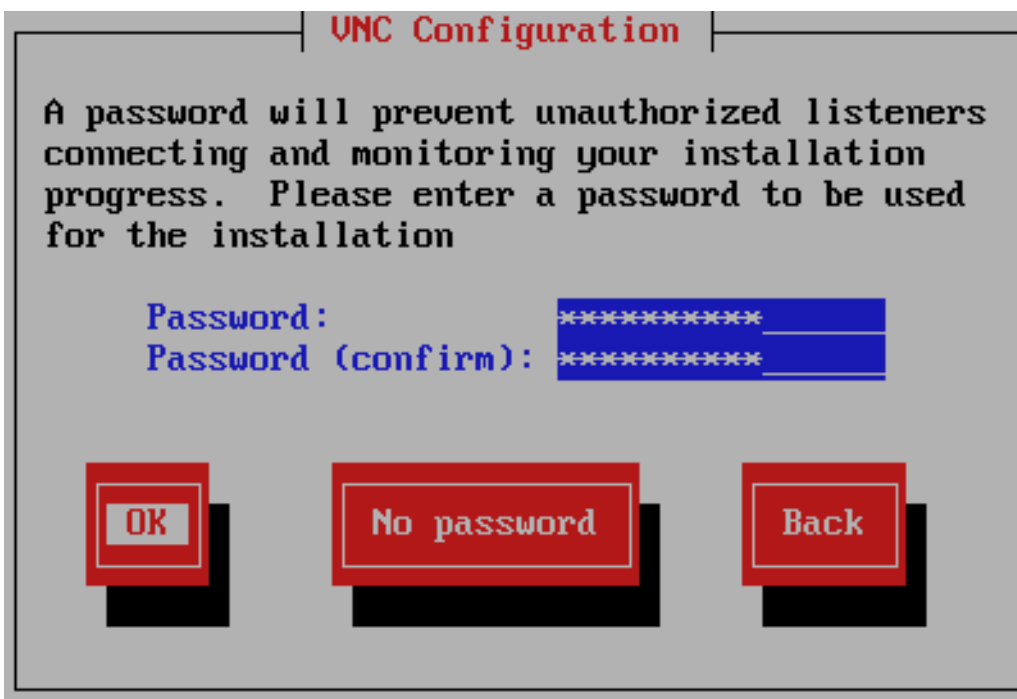 VNC Configuration
A password will prevent unauthorized listeners
connecting and monitoring your installation
progress.  Please enter a password to be used
for the installation
Password: **********
Password (confirm): **********
OK No password Back